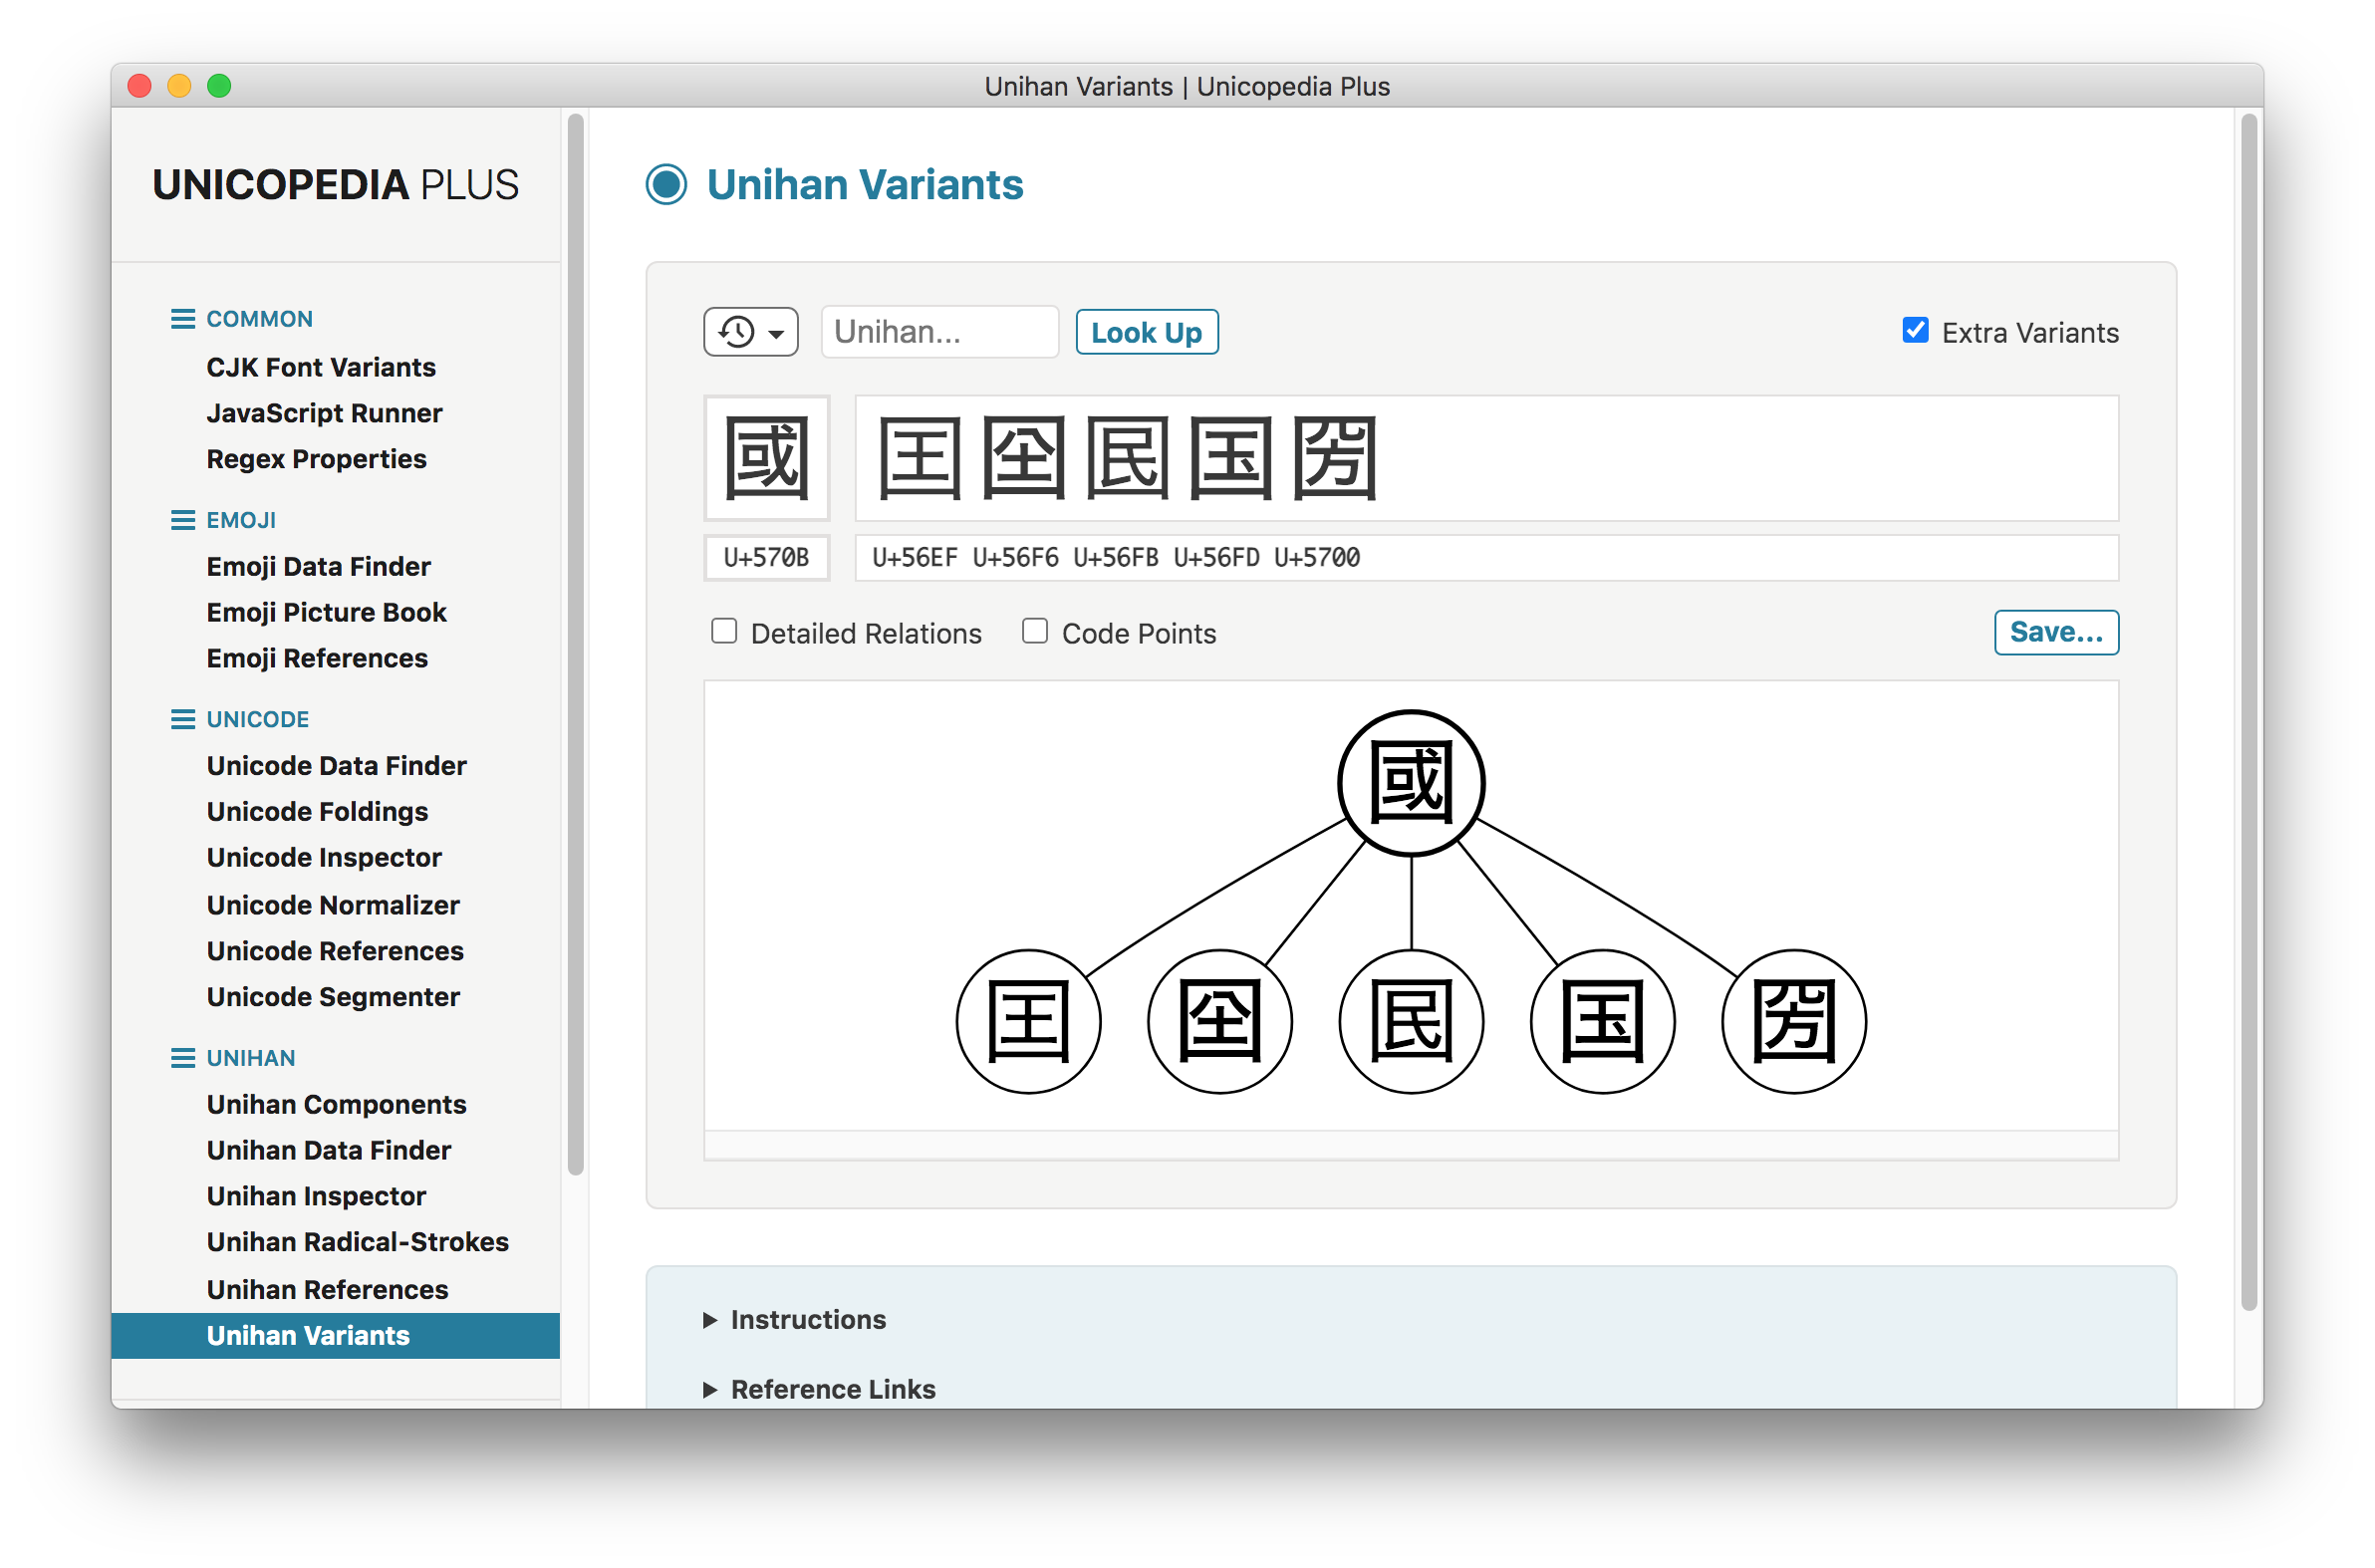 Unihan Variants | Unicopedia Plus
UNICOPEDIA PLUS
COMMON
CJK Font Variants
JavaScript Runner
Regex Properties
EMOJI
Emoji Data Finder
Emoji Picture Book
Emoji References
UNICODE
Unicode Data Finder
Unicode Foldings
Unicode Inspector
Unicode Normalizer
Unicode References
Unicode Segmenter
UNIHAN
Unihan Components
Unihan Data Finder
Unihan Inspector
Unihan Radical-Strokes
Unihan References
Unihan Variants
Unihan Variants
Unihan... Look Up Extra Variants
國 囯 囶 囻 国 圀
U+570B U+56EF U+56F6 U+56FB U+56FD U+5700
Detailed Relations Code Points Save...
國
囯 囶 囻 国 圀
Instructions
Reference Links